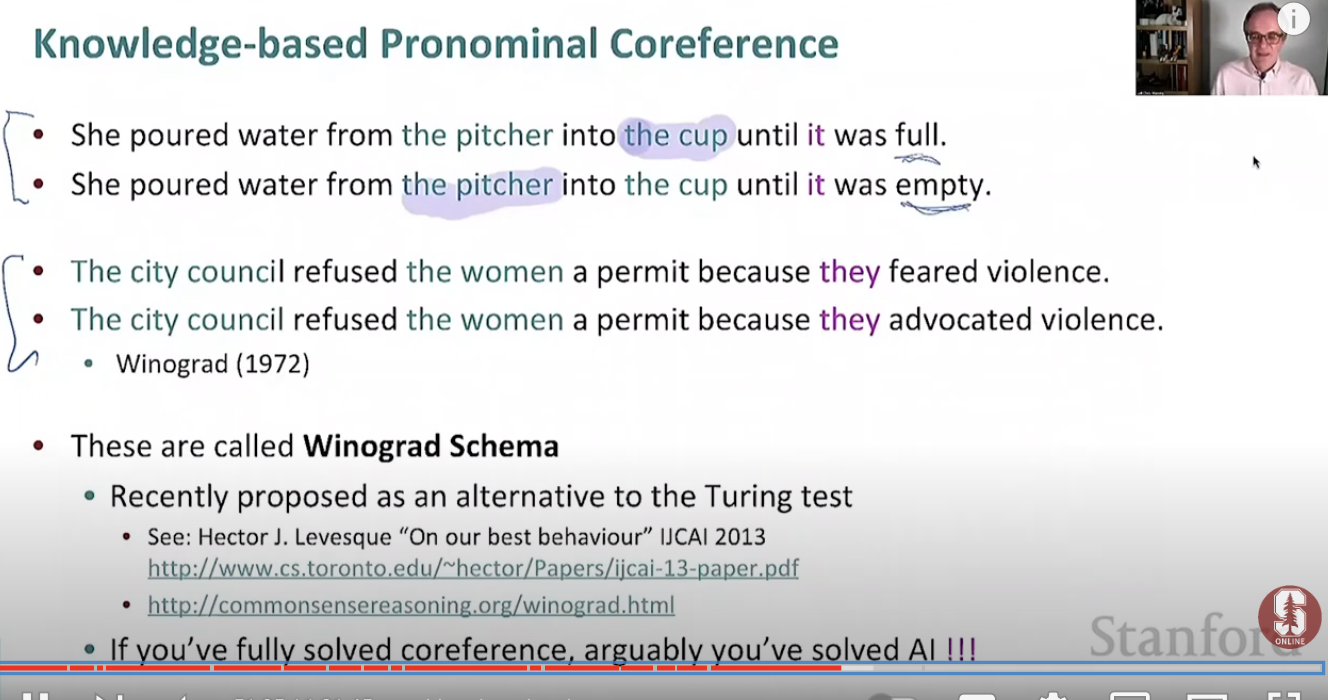 Knowledge-based Pronominal Coreference
• She poured water from the pitcher into the cup until it was full.
• She poured water from the pitcher into the cup until it was empty.
• The city council refused the women a permit because they feared violence.
• The city council refused the women a permit because they advocated violence.
• Winograd (1972)
• These are called Winograd Schema
• Recently proposed as an alternative to the Turing test
• See: Hector J. Levesque “On our best behaviour” IJCAI 2013
http://www.cs.toronto.edu/~hector/Papers/ijcai-13-paper.pdf
• http://commonsensereasoning.org/winograd.html
• If you’ve fully solved coreference, arguably you’ve solved AI !!!
Stanford
S
ONLINE
i